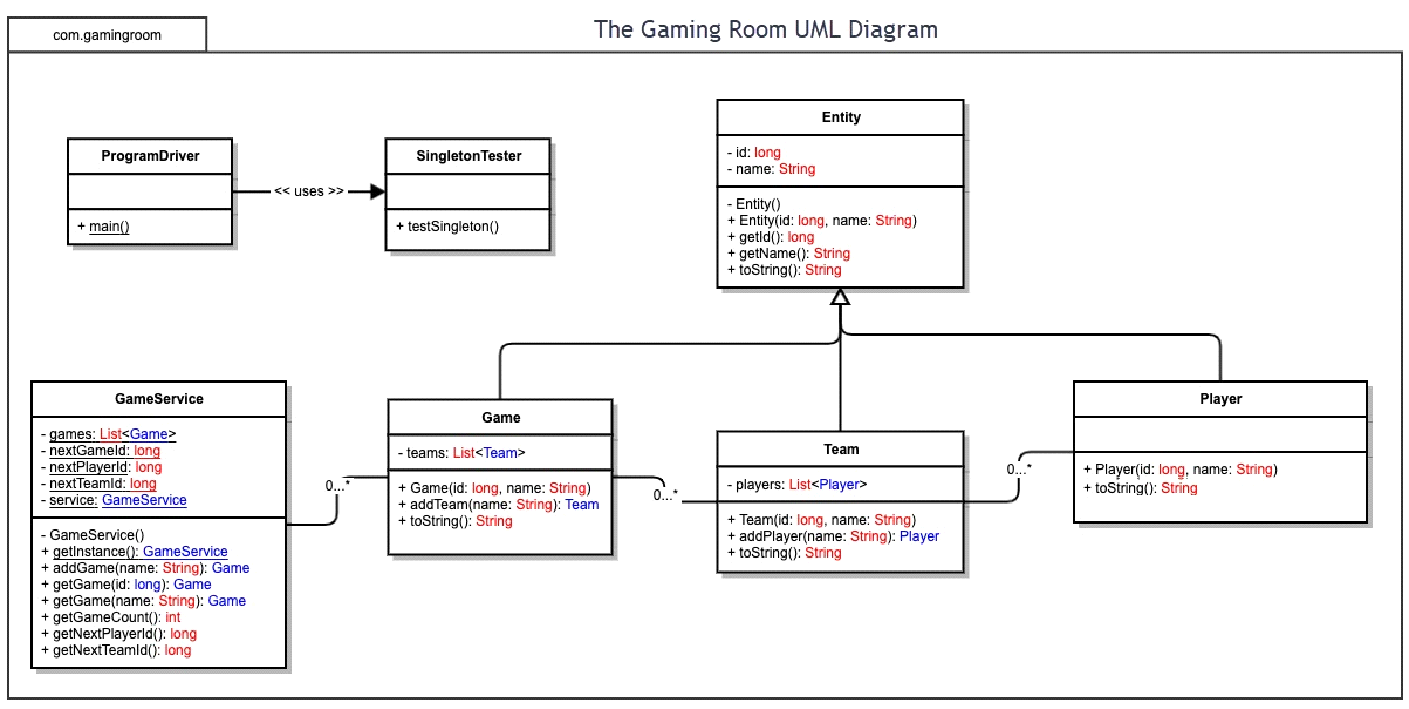 The Gaming Room UML Diagram
com.gamingroom
ProgramDriver
+ main()
<< uses >>
SingletonTester
+ testSingleton()
Entity
- id: long
- name: String
- Entity()
+ Entity(id: long, name: String)
+ getId(): long
+ getName(): String
+ toString(): String
GameService
- games: List<Game>
- nextGameId: long
- nextPlayerId: long
- nextTeamId: long
- service: GameService
- GameService()
+ getInstance(): GameService
+ addGame(name: String): Game
+ getGame(id: long): Game
+ getGame(name: String): Game
+ getGameCount(): int
+ getNextPlayerId(): long
+ getNextTeamId(): long
0...*
Game
- teams: List<Team>
+ Game(id: long, name: String)
+ addTeam(name: String): Team
+ toString(): String
0...*
Team
- players: List<Player>
+ Team(id: long, name: String)
+ addPlayer(name: String): Player
+ toString(): String
0...*
Player
+ Player(id: long, name: String)
+ toString(): String